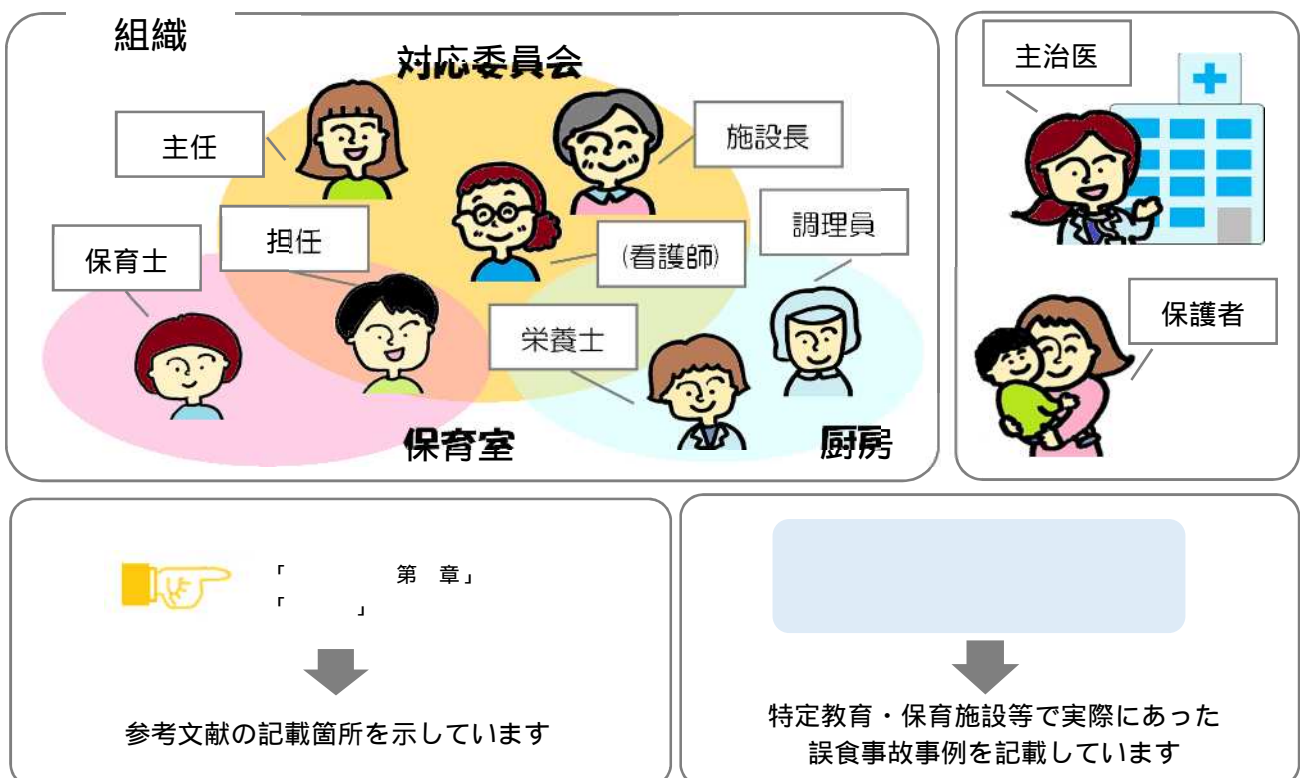 組織
対応委員会
主任
施設長
保育士
担任
(看護師)
調理員
栄養士
保育室
厨房
主治医
保護者
「　　　　　第　章」
「　　　」
参考文献の記載箇所を示しています
特定教育・保育施設等で実際にあった
誤食事故事例を記載しています